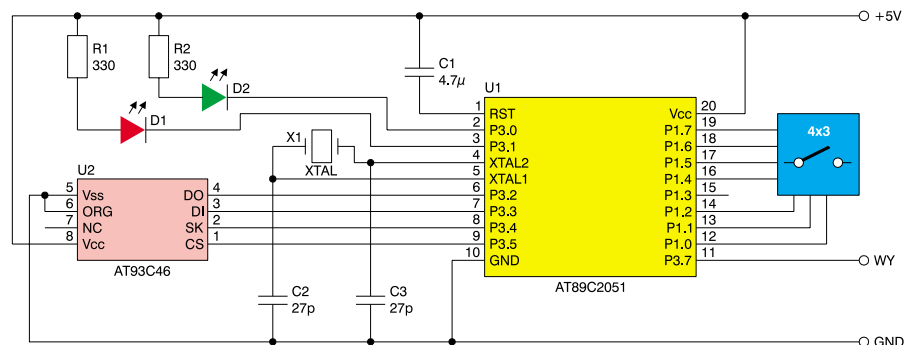 +5V
R1
330
R2
330
D2
D1
C1
4.7µ
U1
1 RST Vcc 20
2 P3.0 P1.7 19
3 P3.1 P1.6 18
4 XTAL2 P1.5 17
5 XTAL1 P1.4 16
6 P3.2 P1.3 15
7 P3.3 P1.2 14
8 P3.4 P1.1 13
9 P3.5 P1.0 12
10 GND P3.7 11
AT89C2051
4x3
X1
XTAL
U2
5 Vss DO 4
6 ORG DI 3
7 NC SK 2
8 Vcc CS 1
AT93C46
C2
27p
C3
27p
WY
GND